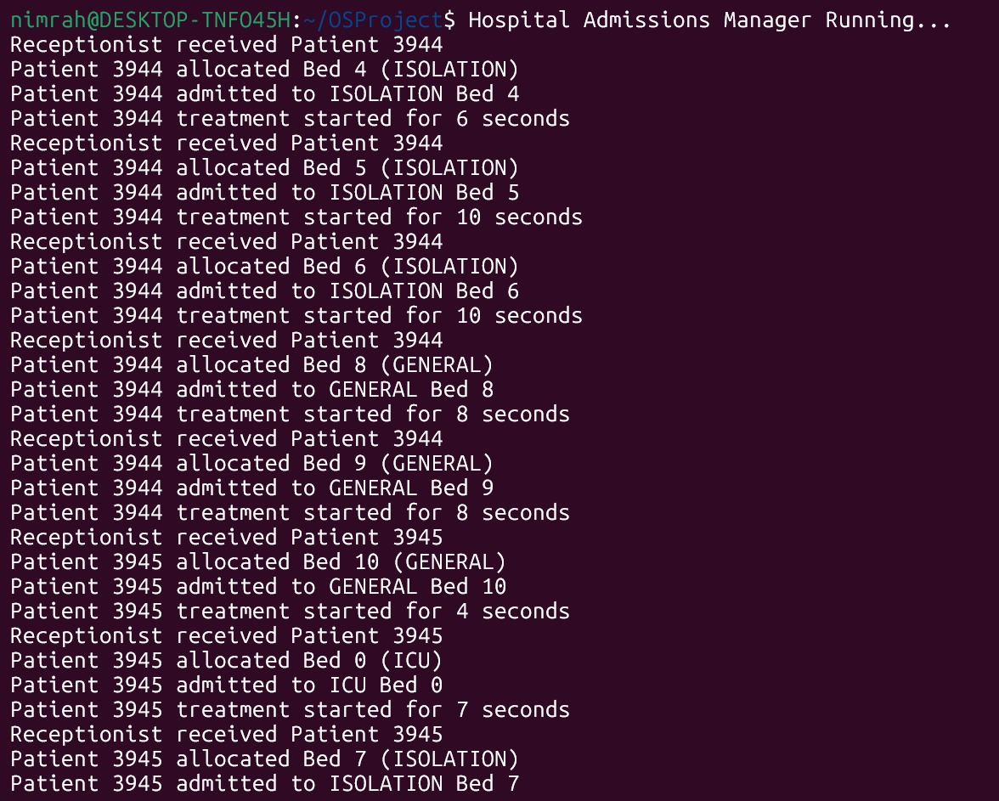 nimrah@DESKTOP-TNFO45H:~/OSProject$ Hospital Admissions Manager Running...
Receptionist received Patient 3944
Patient 3944 allocated Bed 4 (ISOLATION)
Patient 3944 admitted to ISOLATION Bed 4
Patient 3944 treatment started for 6 seconds
Receptionist received Patient 3944
Patient 3944 allocated Bed 5 (ISOLATION)
Patient 3944 admitted to ISOLATION Bed 5
Patient 3944 treatment started for 10 seconds
Receptionist received Patient 3944
Patient 3944 allocated Bed 6 (ISOLATION)
Patient 3944 admitted to ISOLATION Bed 6
Patient 3944 treatment started for 10 seconds
Receptionist received Patient 3944
Patient 3944 allocated Bed 8 (GENERAL)
Patient 3944 admitted to GENERAL Bed 8
Patient 3944 treatment started for 8 seconds
Receptionist received Patient 3944
Patient 3944 allocated Bed 9 (GENERAL)
Patient 3944 admitted to GENERAL Bed 9
Patient 3944 treatment started for 8 seconds
Receptionist received Patient 3945
Patient 3945 allocated Bed 10 (GENERAL)
Patient 3945 admitted to GENERAL Bed 10
Patient 3945 treatment started for 4 seconds
Receptionist received Patient 3945
Patient 3945 allocated Bed 0 (ICU)
Patient 3945 admitted to ICU Bed 0
Patient 3945 treatment started for 7 seconds
Receptionist received Patient 3945
Patient 3945 allocated Bed 7 (ISOLATION)
Patient 3945 admitted to ISOLATION Bed 7